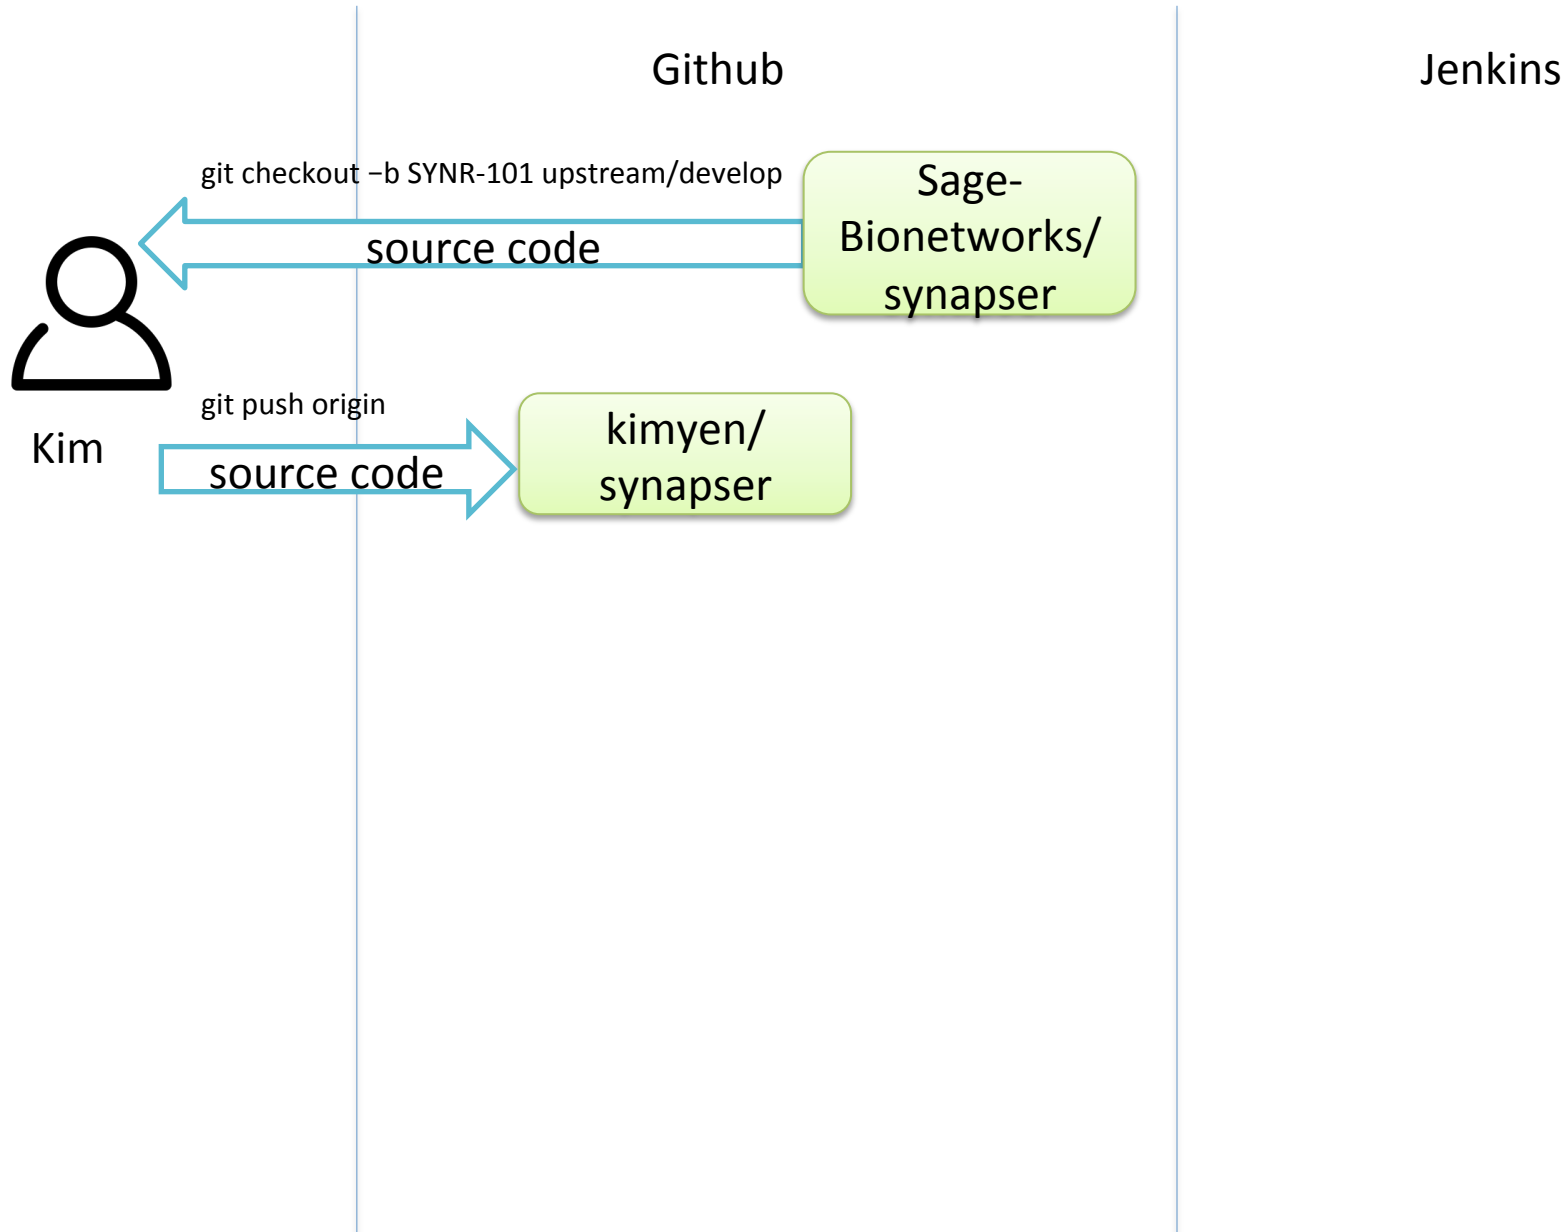 Github
Jenkins
git checkout −b SYNR-101 upstream/develop
Sage-
Bionetworks/
synapser
source code
git push origin
kimyen/
synapser
Kim
source code